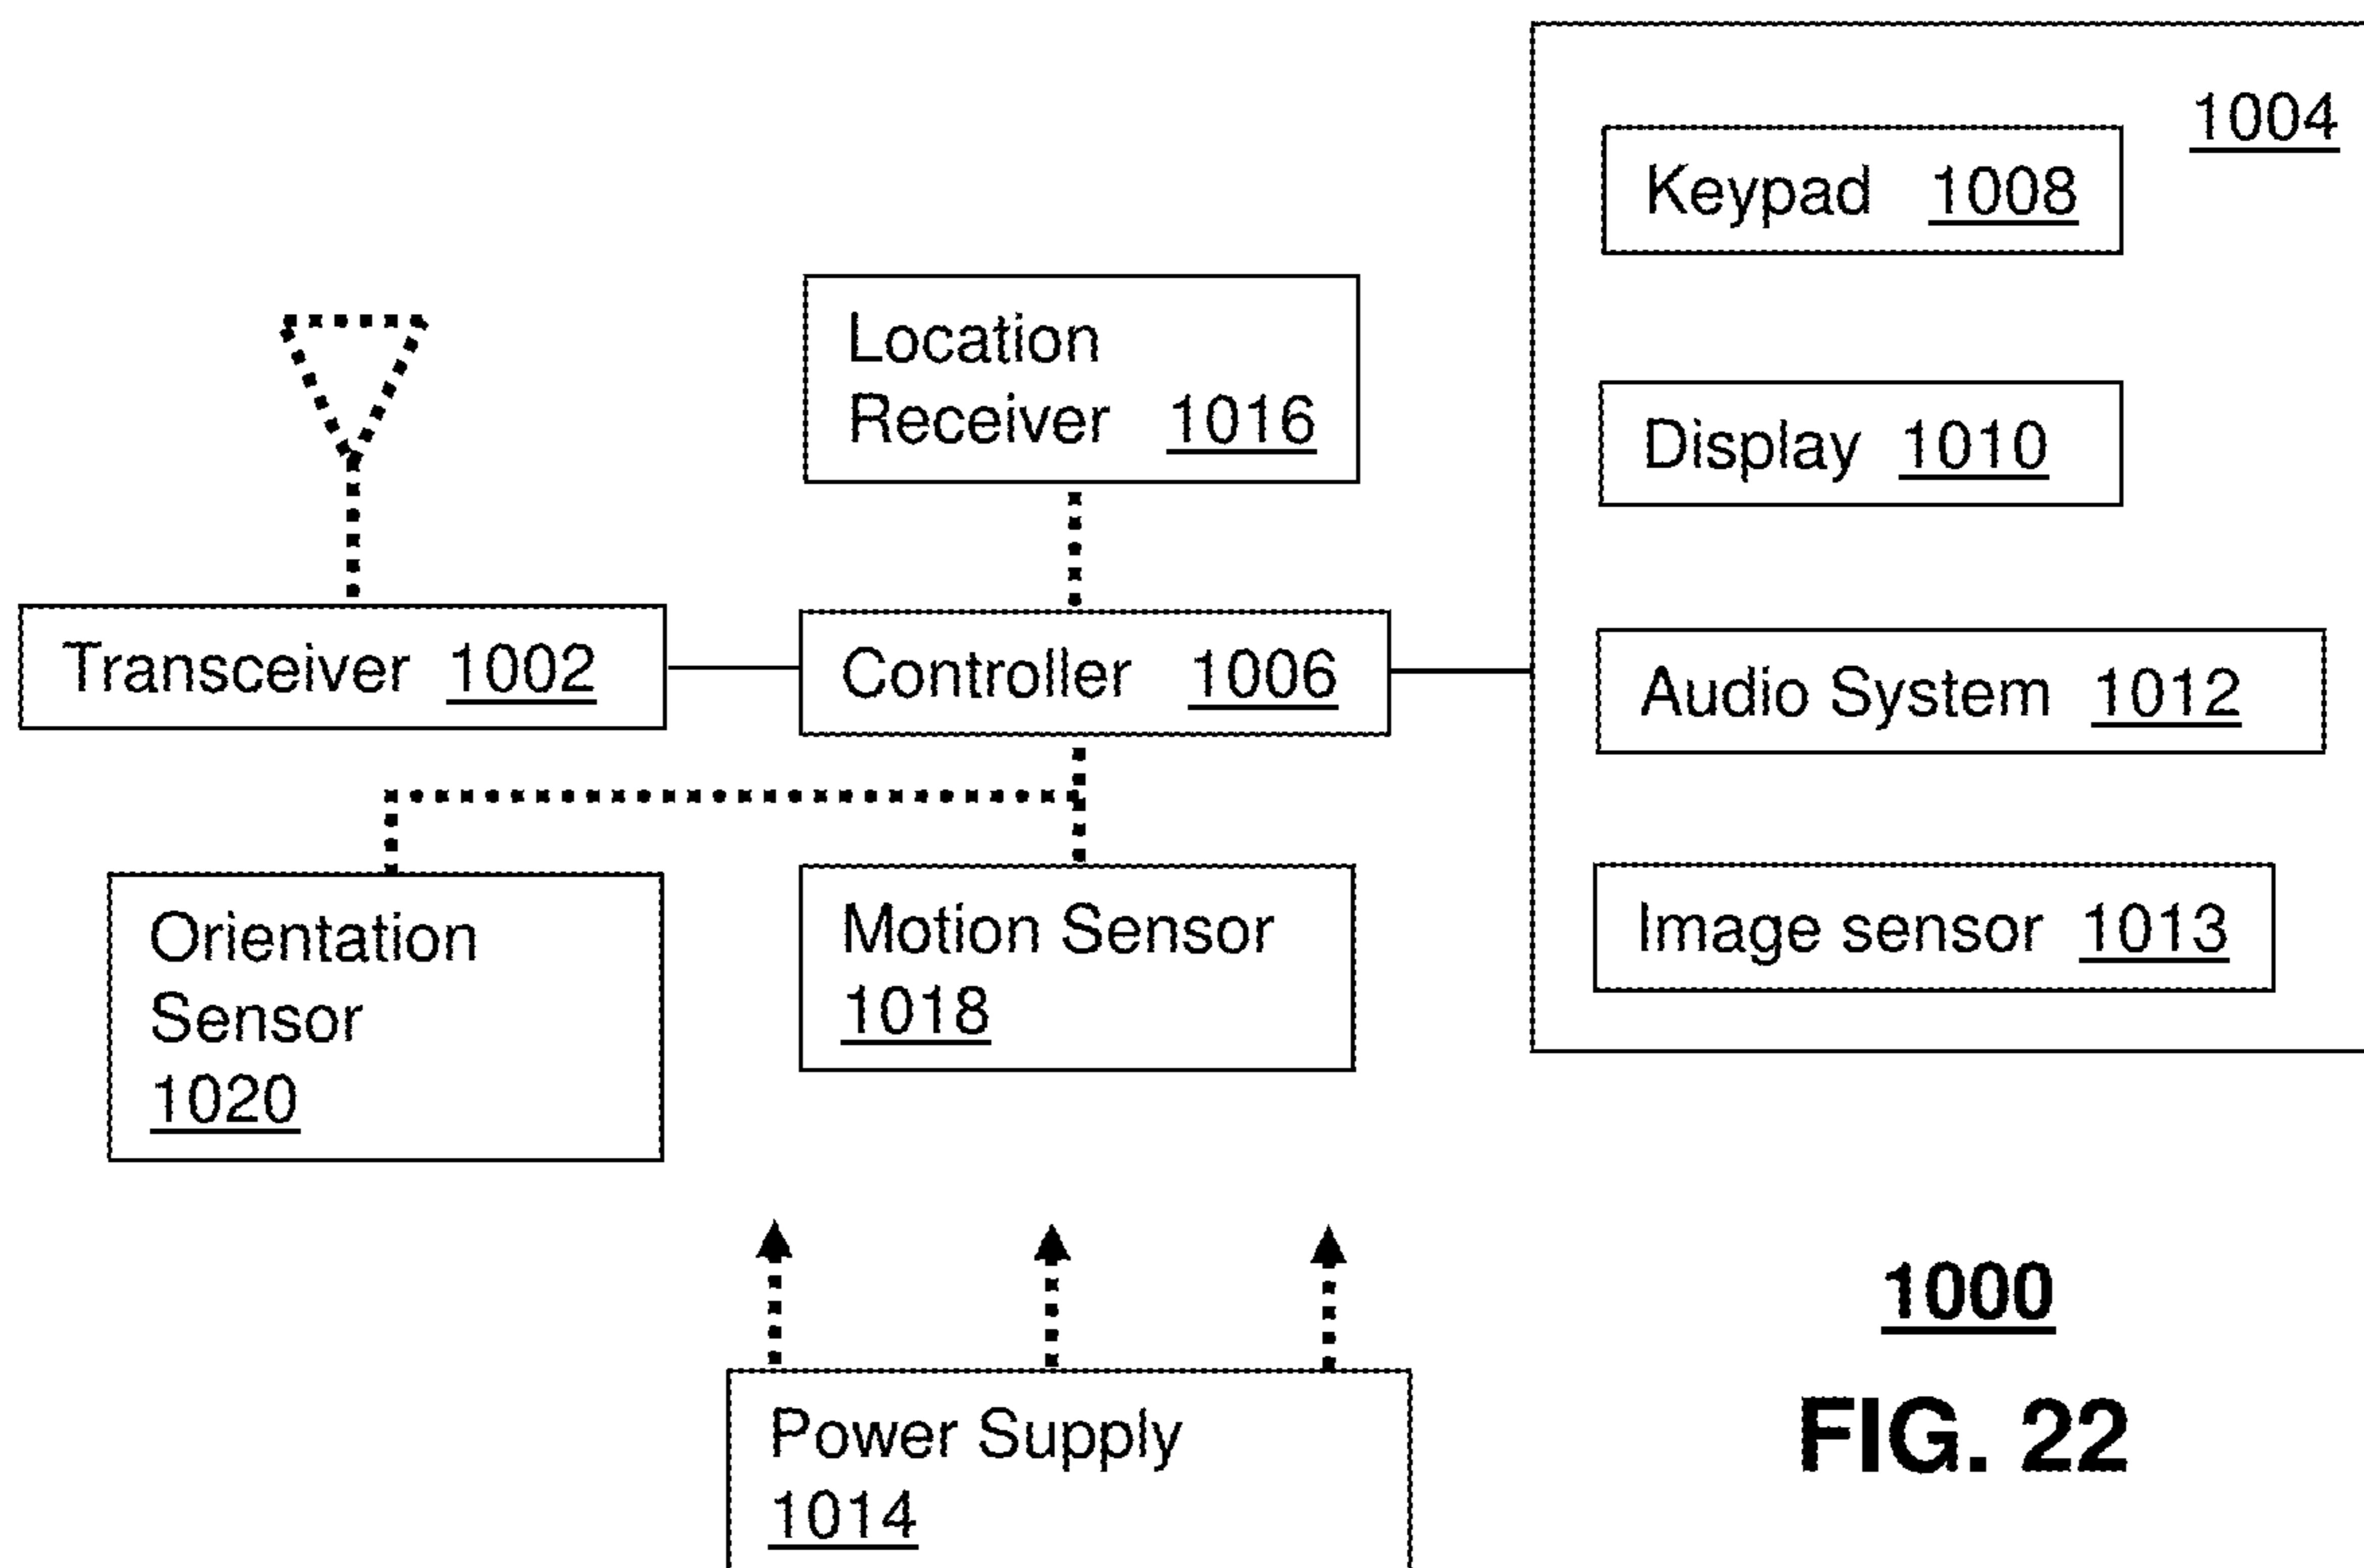 1004
Keypad 1008
Location
Receiver 1016
Display 1010
Transceiver 1002
Controller 1006
Audio System 1012
Orientation
Sensor
1020
Motion Sensor
1018
Image sensor 1013
Power Supply
1014
1000
FIG. 22